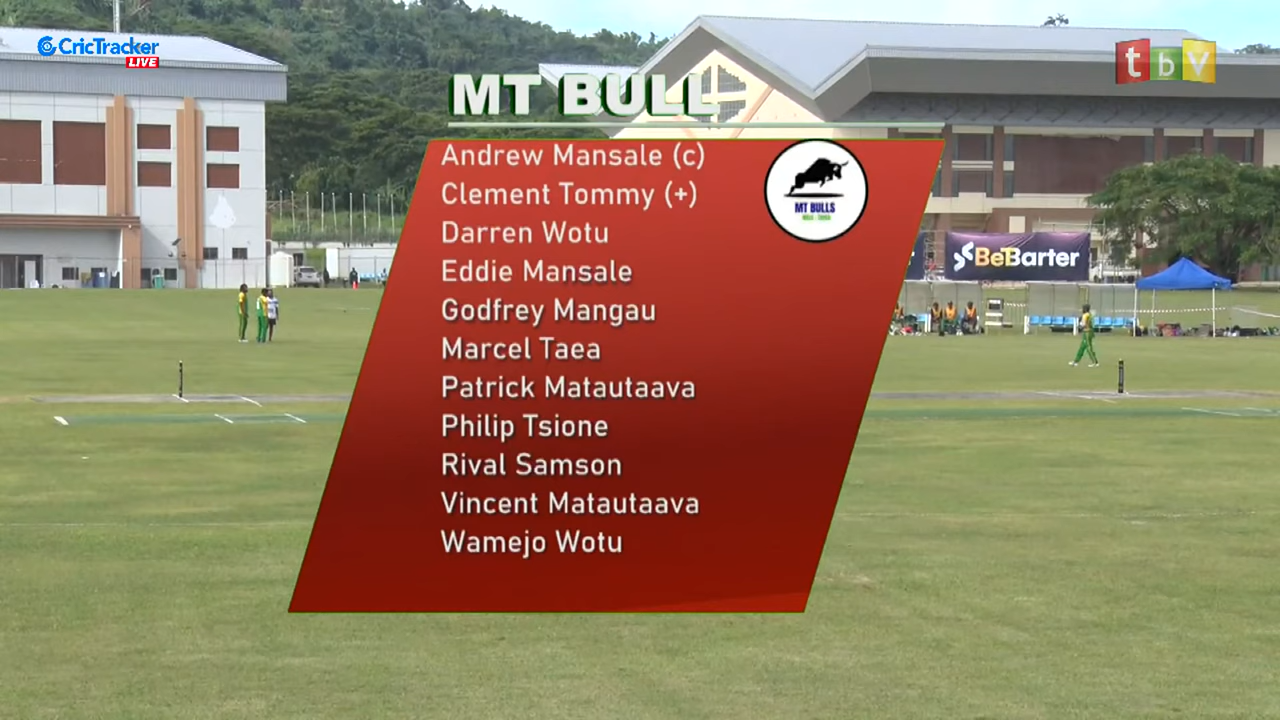 CricTracker
LIVE
tbv
MT BULL
Andrew Mansale (c)
Clement Tommy (+)
Darren Wotu
Eddie Mansale
Godfrey Mangau
Marcel Taea
Patrick Matautaava
Philip Tsione
Rival Samson
Vincent Matautaava
Wamejo Wotu
MT BULLS
BetBarter